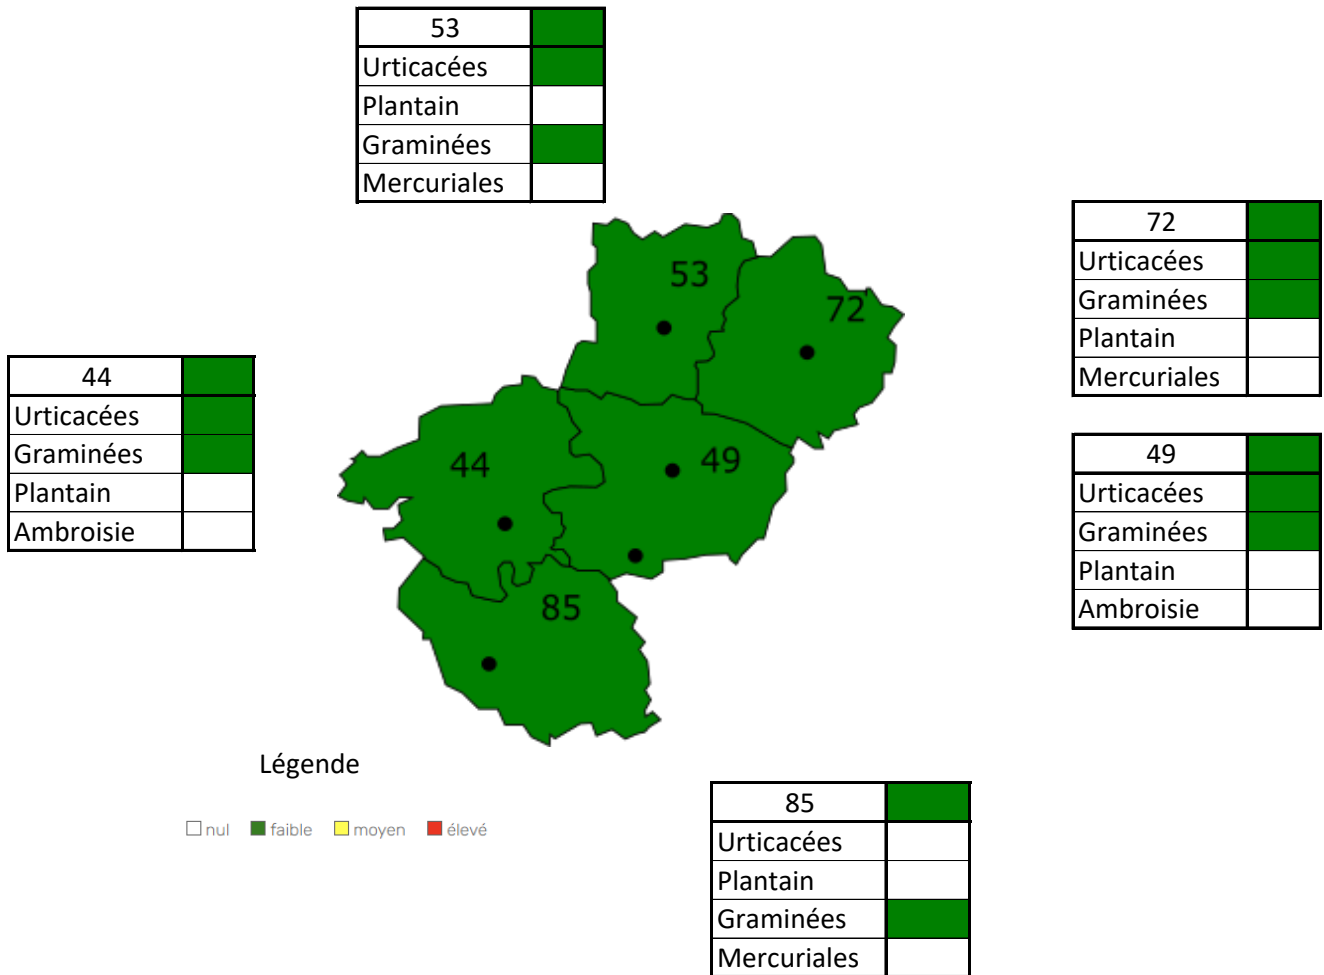 53
Urticacées
Plantain
Graminées
Mercuriales
72
Urticacées
Graminées
Plantain
Mercuriales
53
72
44
Urticacées
Graminées
Plantain
Ambroisie
44
49
49
Urticacées
Graminées
Plantain
Ambroisie
85
Légende
nul faible moyen élevé
85
Urticacées
Plantain
Graminées
Mercuriales